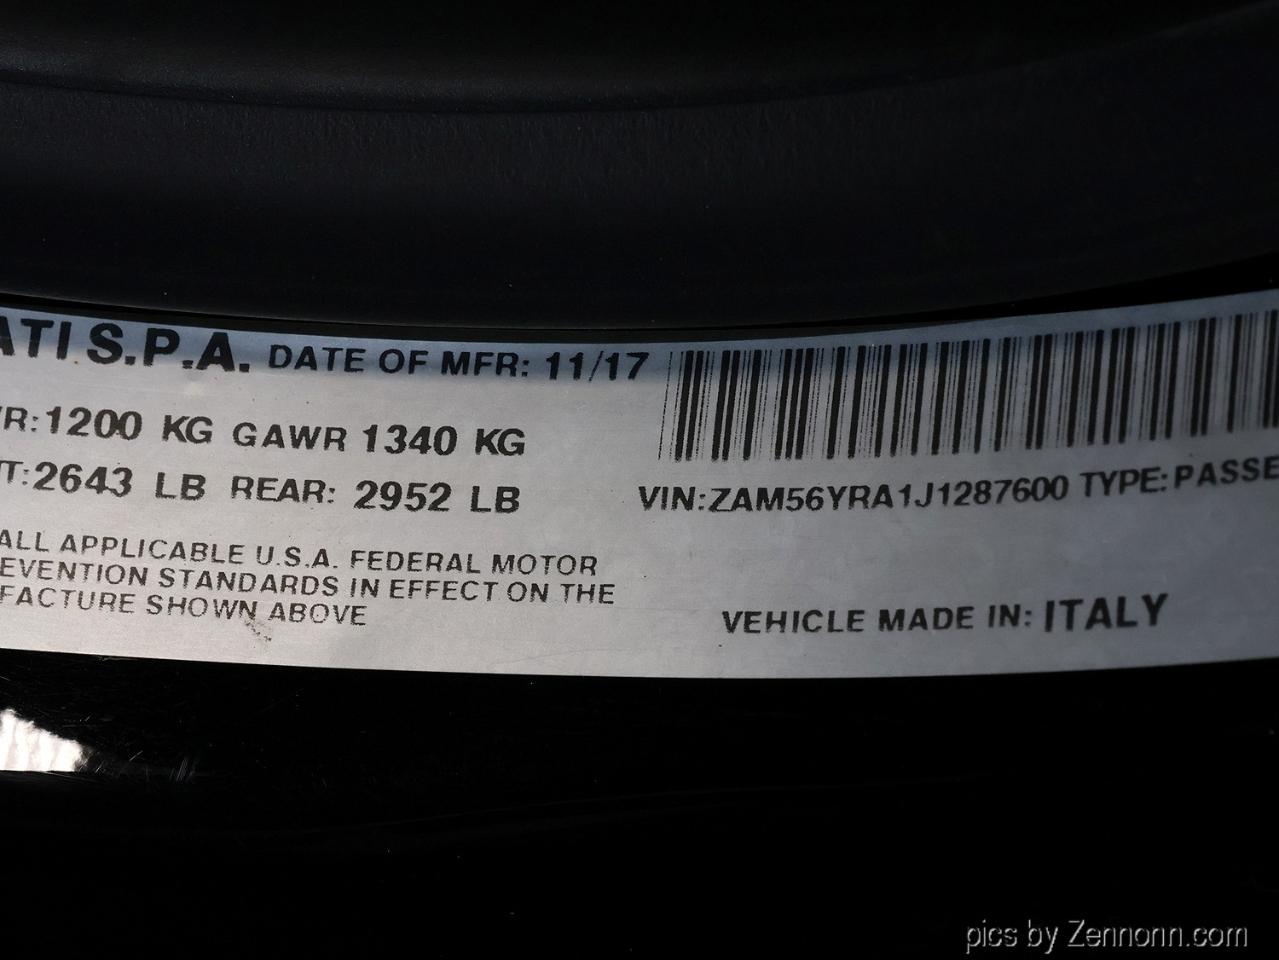 ATI S.P.A. DATE OF MFR: 11/17
R: 1200 KG GAWR 1340 KG
T: 2643 LB REAR: 2952 LB
VIN: ZAM56YRA1J1287600 TYPE: PASSE
ALL APPLICABLE U.S.A. FEDERAL MOTOR
EVENTION STANDARDS IN EFFECT ON THE
FACTURE SHOWN ABOVE
VEHICLE MADE IN: ITALY
pics by Zennonn.com